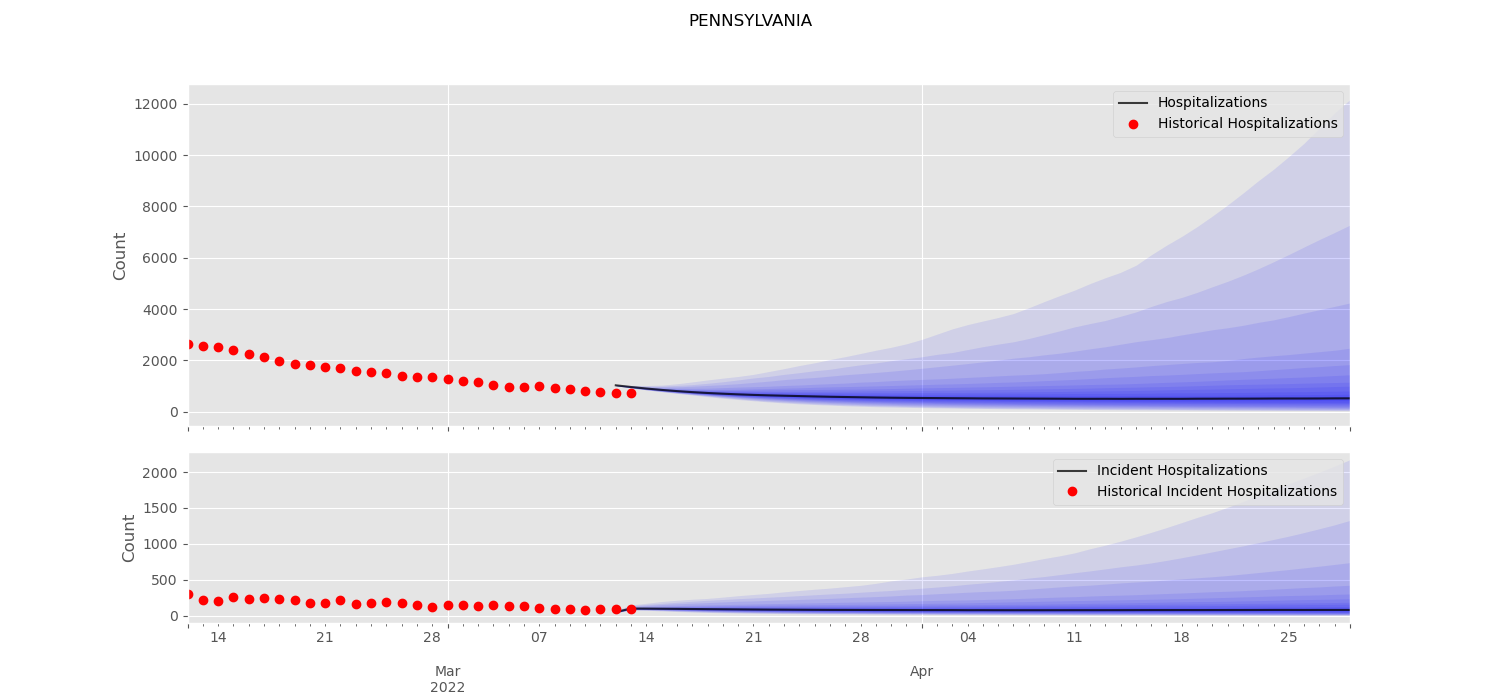 PENNSYLVANIA
12000
10000
8000
6000
4000
2000
0
Count
Hospitalizations
Historical Hospitalizations
2000
1500
1000
500
0
Count
Incident Hospitalizations
Historical Incident Hospitalizations
14 21 28 07 14 21 28 04 11 18 25
Mar Apr
2022